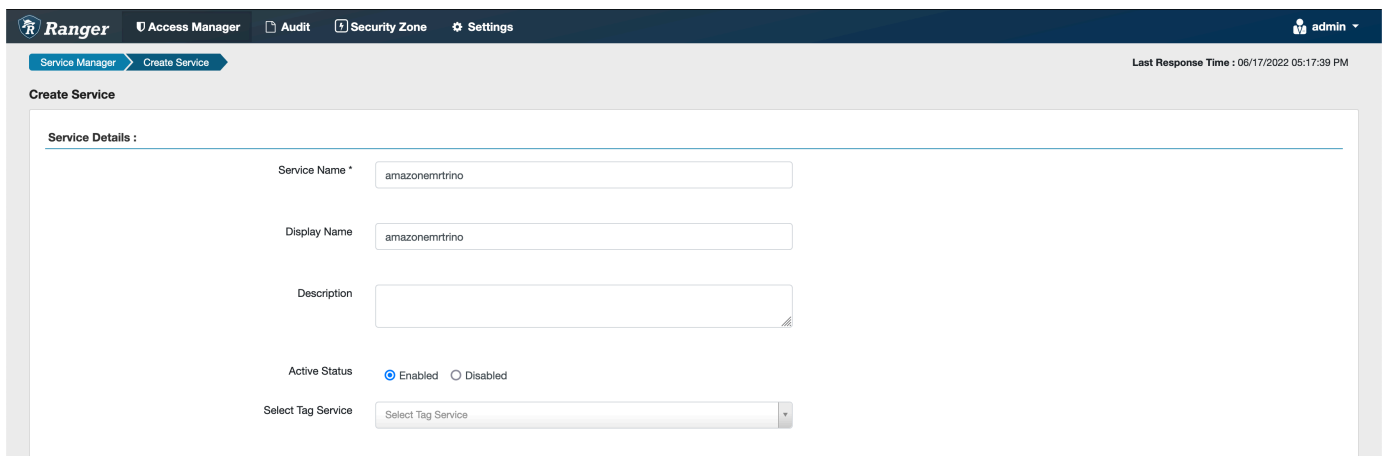 Ranger Access Manager Audit Security Zone Settings admin
Service Manager Create Service Last Response Time : 06/17/2022 05:17:39 PM
Create Service
Service Details :
Service Name * amazonemrtrino
Display Name amazonemrtrino
Description
Active Status Enabled Disabled
Select Tag Service Select Tag Service